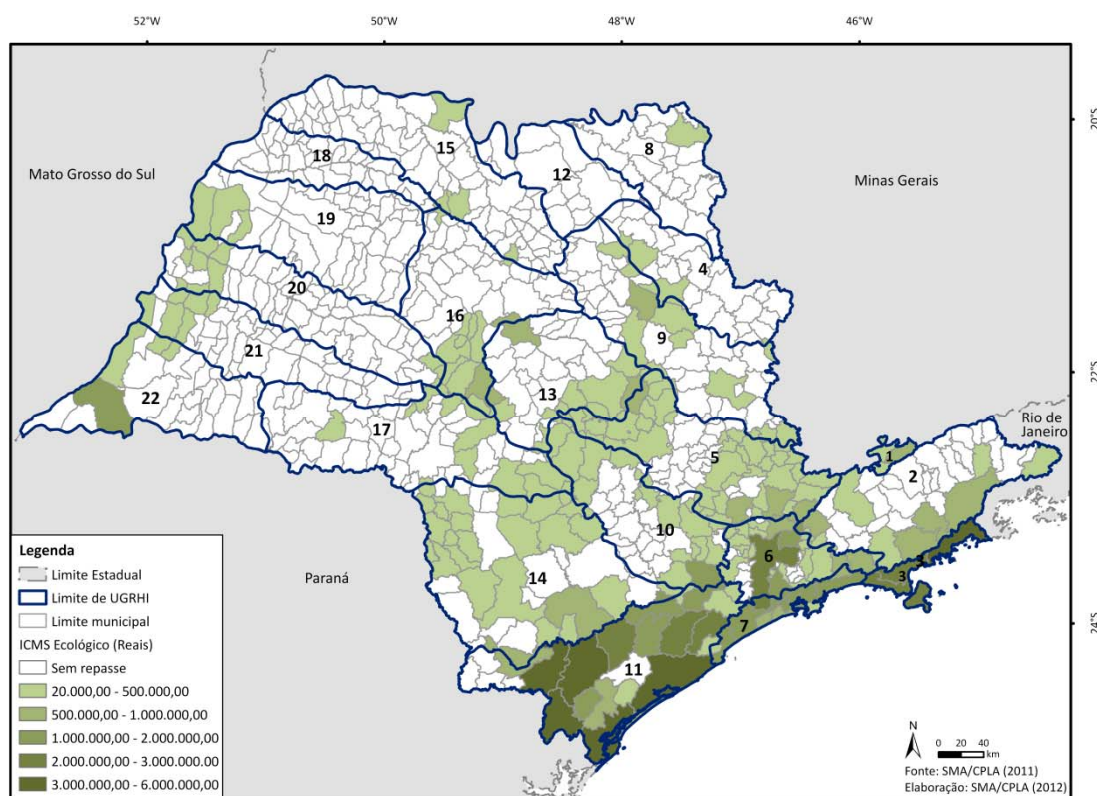 52°W
50°W
48°W
46°W
20°S
22°S
24°S
Mato Grosso do Sul
Minas Gerais
Rio de
Janeiro
Paraná
15
18
8
12
19
4
20
16
9
21
13
22
17
5
1
2
10
6
14
3
3
7
11
Legenda
Limite Estadual
Limite de UGRHI
Limite municipal
ICMS Ecológico (Reais)
Sem repasse
20.000,00 - 500.000,00
500.000,00 - 1.000.000,00
1.000.000,00 - 2.000.000,00
2.000.000,00 - 3.000.000,00
3.000.000,00 - 6.000.000,00
N
0 20 40
km
Fonte: SMA/CPLA (2011)
Elaboração: SMA/CPLA (2012)